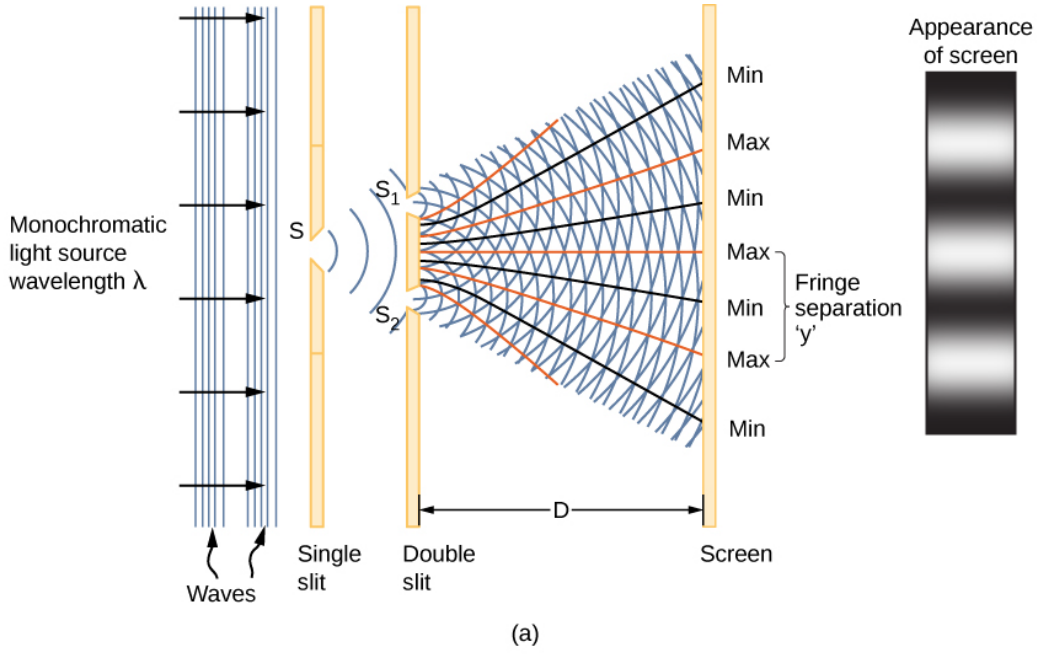 Monochromatic
light source
wavelength λ
Waves
S
Single
slit
S1
S2
Double
slit
D
Screen
Min
Max
Min
Max
Min
Max
Min
Fringe
separation
‘y’
Appearance
of screen
(a)